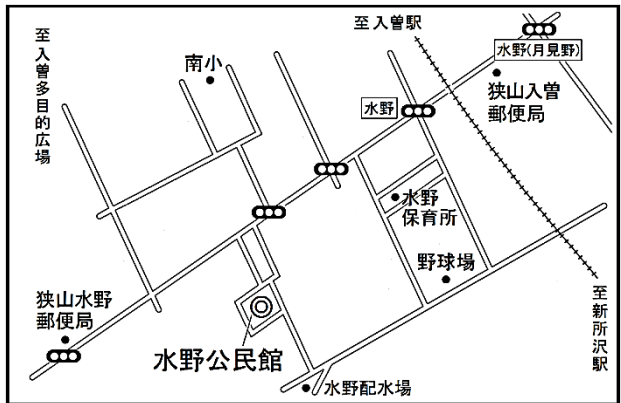 至入曽駅
水野(月見野)
至入曽多目的広場
南小
狭山入曽
郵便局
水野
水野
保育所
野球場
狭山水野
郵便局
水野公民館
至新所沢駅
水野配水場